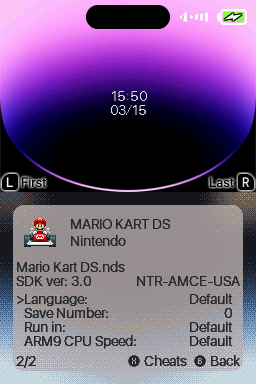 15:50
03/15
L First
Last R
MARIO KART DS
Nintendo
Mario Kart DS.nds
SDK ver: 3.0 NTR-AMCE-USA
>Language: Default
Save Number: 0
Run in: Default
ARM9 CPU Speed: Default
2/2 X Cheats B Back